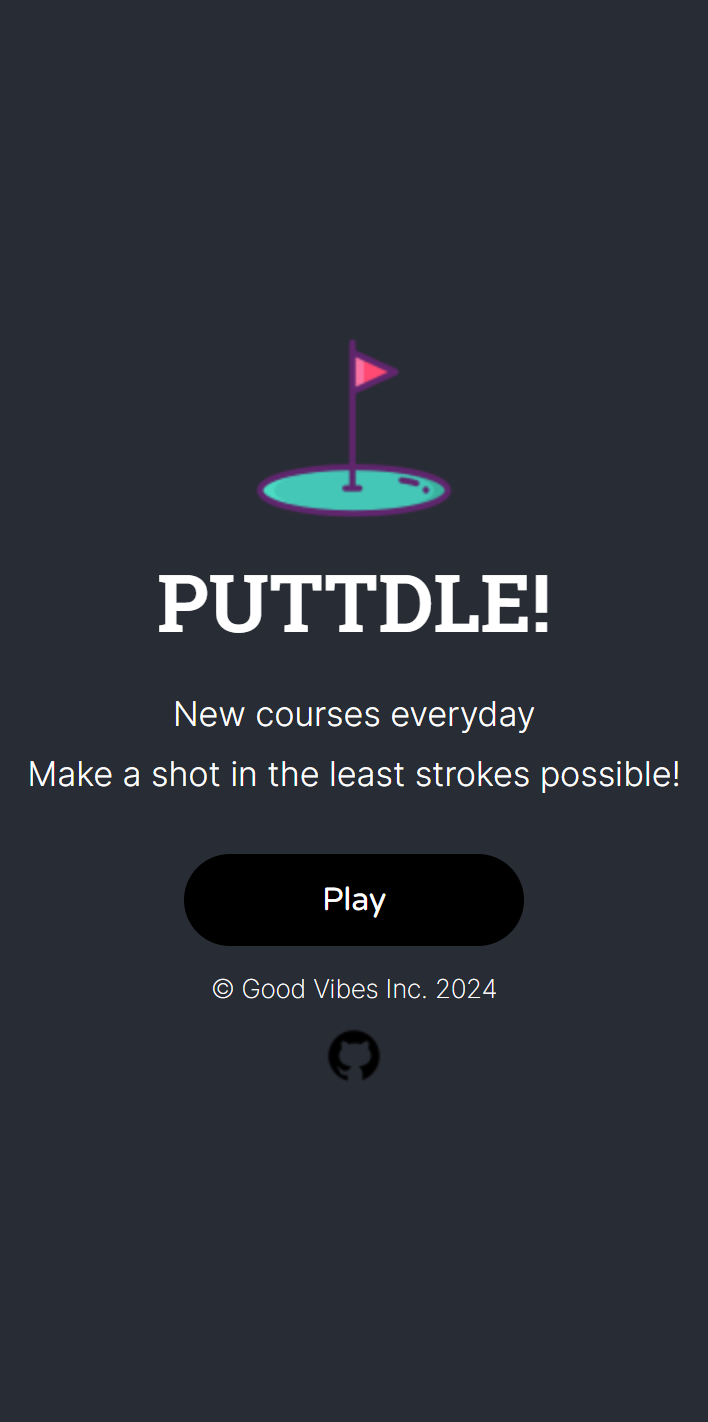 PUTTDLE!
New courses everyday
Make a shot in the least strokes possible!
Play
© Good Vibes Inc. 2024